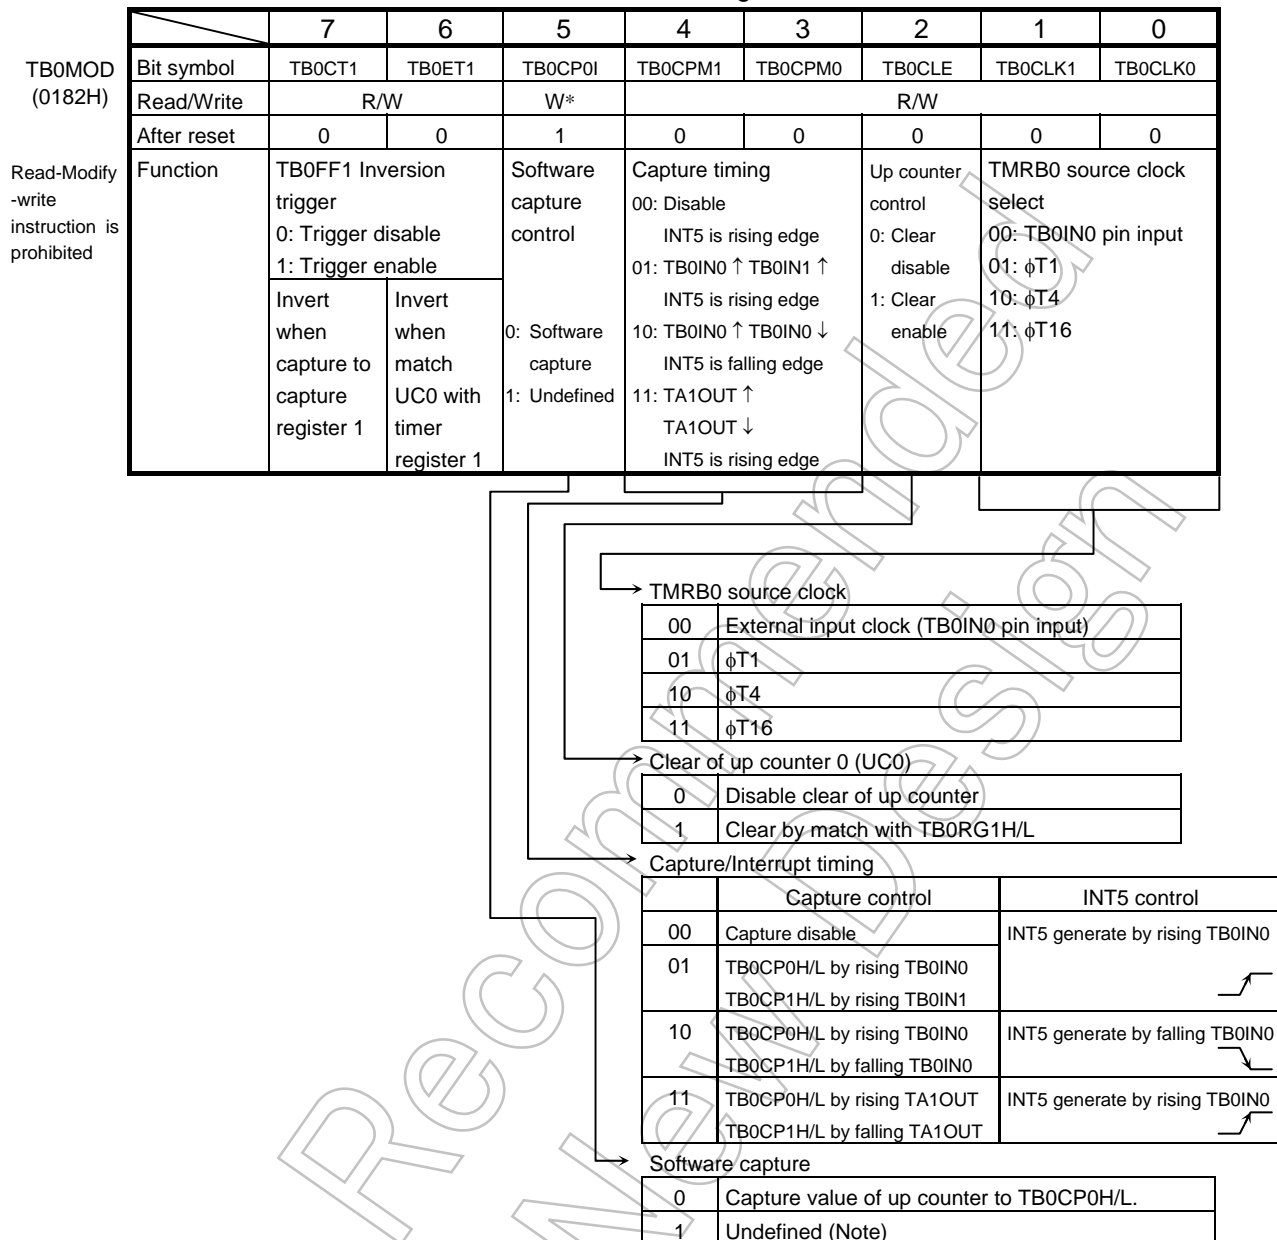 7 6 5 4 3 2 1 0
TB0MOD
(0182H)
Bit symbol TB0CT1 TB0ET1 TB0CP0I TB0CPM1 TB0CPM0 TB0CLE TB0CLK1 TB0CLK0
Read/Write R/W W* R/W
After reset 0 0 1 0 0 0 0 0
Read-Modify
-write
instruction is
prohibited
Function
TB0FF1 Inversion
trigger
0: Trigger disable
1: Trigger enable
Invert
when
capture to
capture
register 1
Invert
when
match
UC0 with
timer
register 1
Software
capture
control
0: Software
capture
1: Undefined
Capture timing
00: Disable
INT5 is rising edge
01: TB0IN0 ↑ TB0IN1 ↑
INT5 is rising edge
10: TB0IN0 ↑ TB0IN0 ↓
INT5 is falling edge
11: TA1OUT ↑
TA1OUT ↓
INT5 is rising edge
Up counter
control
0: Clear
disable
1: Clear
enable
TMRB0 source clock
select
00: TB0IN0 pin input
01: ϕT1
10: ϕT4
11: ϕT16
TMRB0 source clock
00 External input clock (TB0IN0 pin input)
01 ϕT1
10 ϕT4
11 ϕT16
Clear of up counter 0 (UC0)
0 Disable clear of up counter
1 Clear by match with TB0RG1H/L
Capture/Interrupt timing
Capture control INT5 control
00 Capture disable INT5 generate by rising TB0IN0
01 TB0CP0H/L by rising TB0IN0
TB0CP1H/L by rising TB0IN1
10 TB0CP0H/L by rising TB0IN0 INT5 generate by falling TB0IN0
TB0CP1H/L by falling TB0IN0
11 TB0CP0H/L by rising TA1OUT INT5 generate by rising TB0IN0
TB0CP1H/L by falling TA1OUT
Software capture
0 Capture value of up counter to TB0CP0H/L.
1 Undefined (Note)
Recommended
New Design